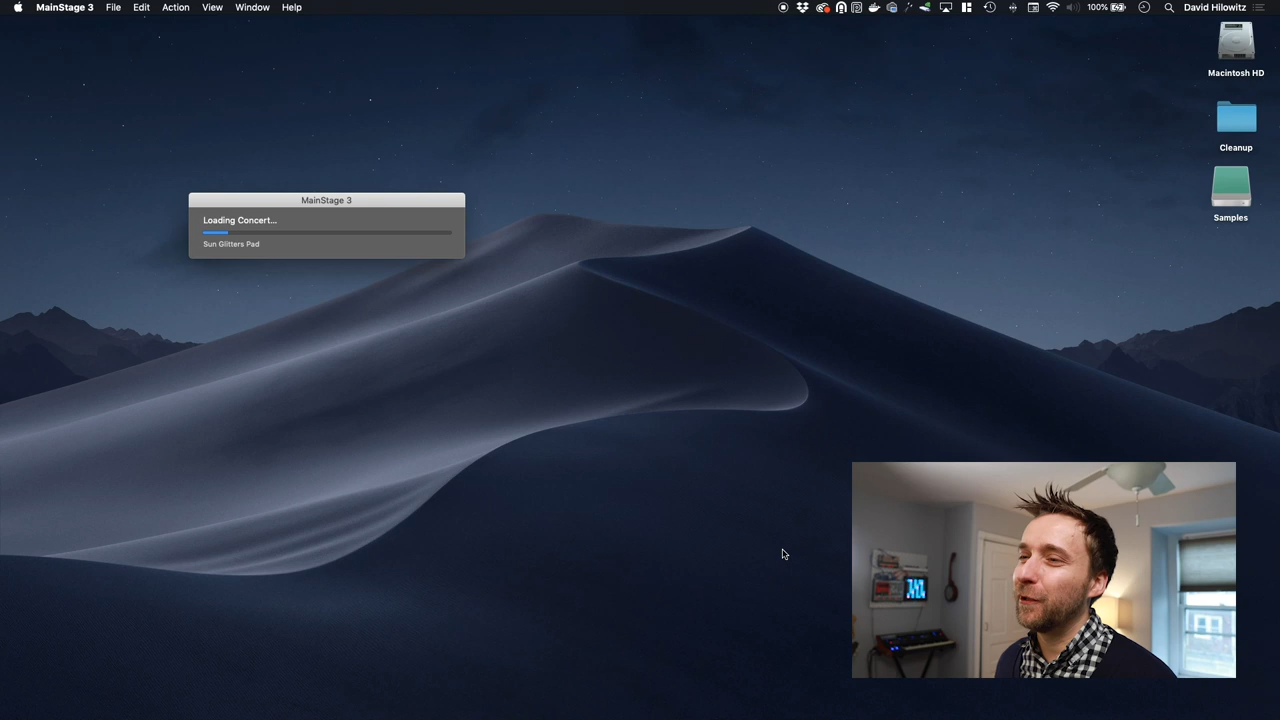 MainStage 3 File Edit Action View Window Help 100% David Hilowitz
Macintosh HD
Cleanup
Samples
MainStage 3
Loading Concert...
Sun Glitters Pad